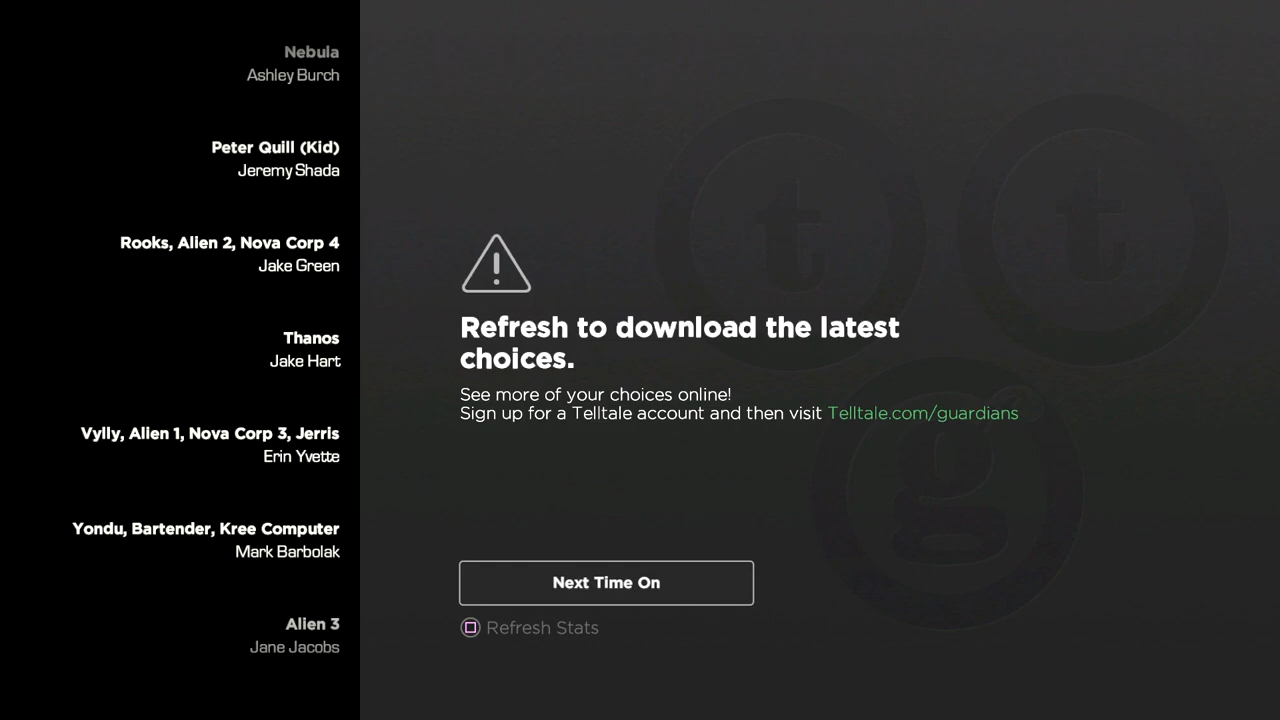 Nebula
Ashley Burch
Peter Quill (Kid)
Jeremy Shada
Rooks, Alien 2, Nova Corp 4
Jake Green
Thanos
Jake Hart
Vylly, Alien 1, Nova Corp 3, Jerris
Erin Yvette
Yondu, Bartender, Kree Computer
Mark Barbolak
Alien 3
Jane Jacobs
t t
g
Refresh to download the latest
choices.
See more of your choices online!
Sign up for a Telltale account and then visit Telltale.com/guardians
Next Time On
Refresh Stats